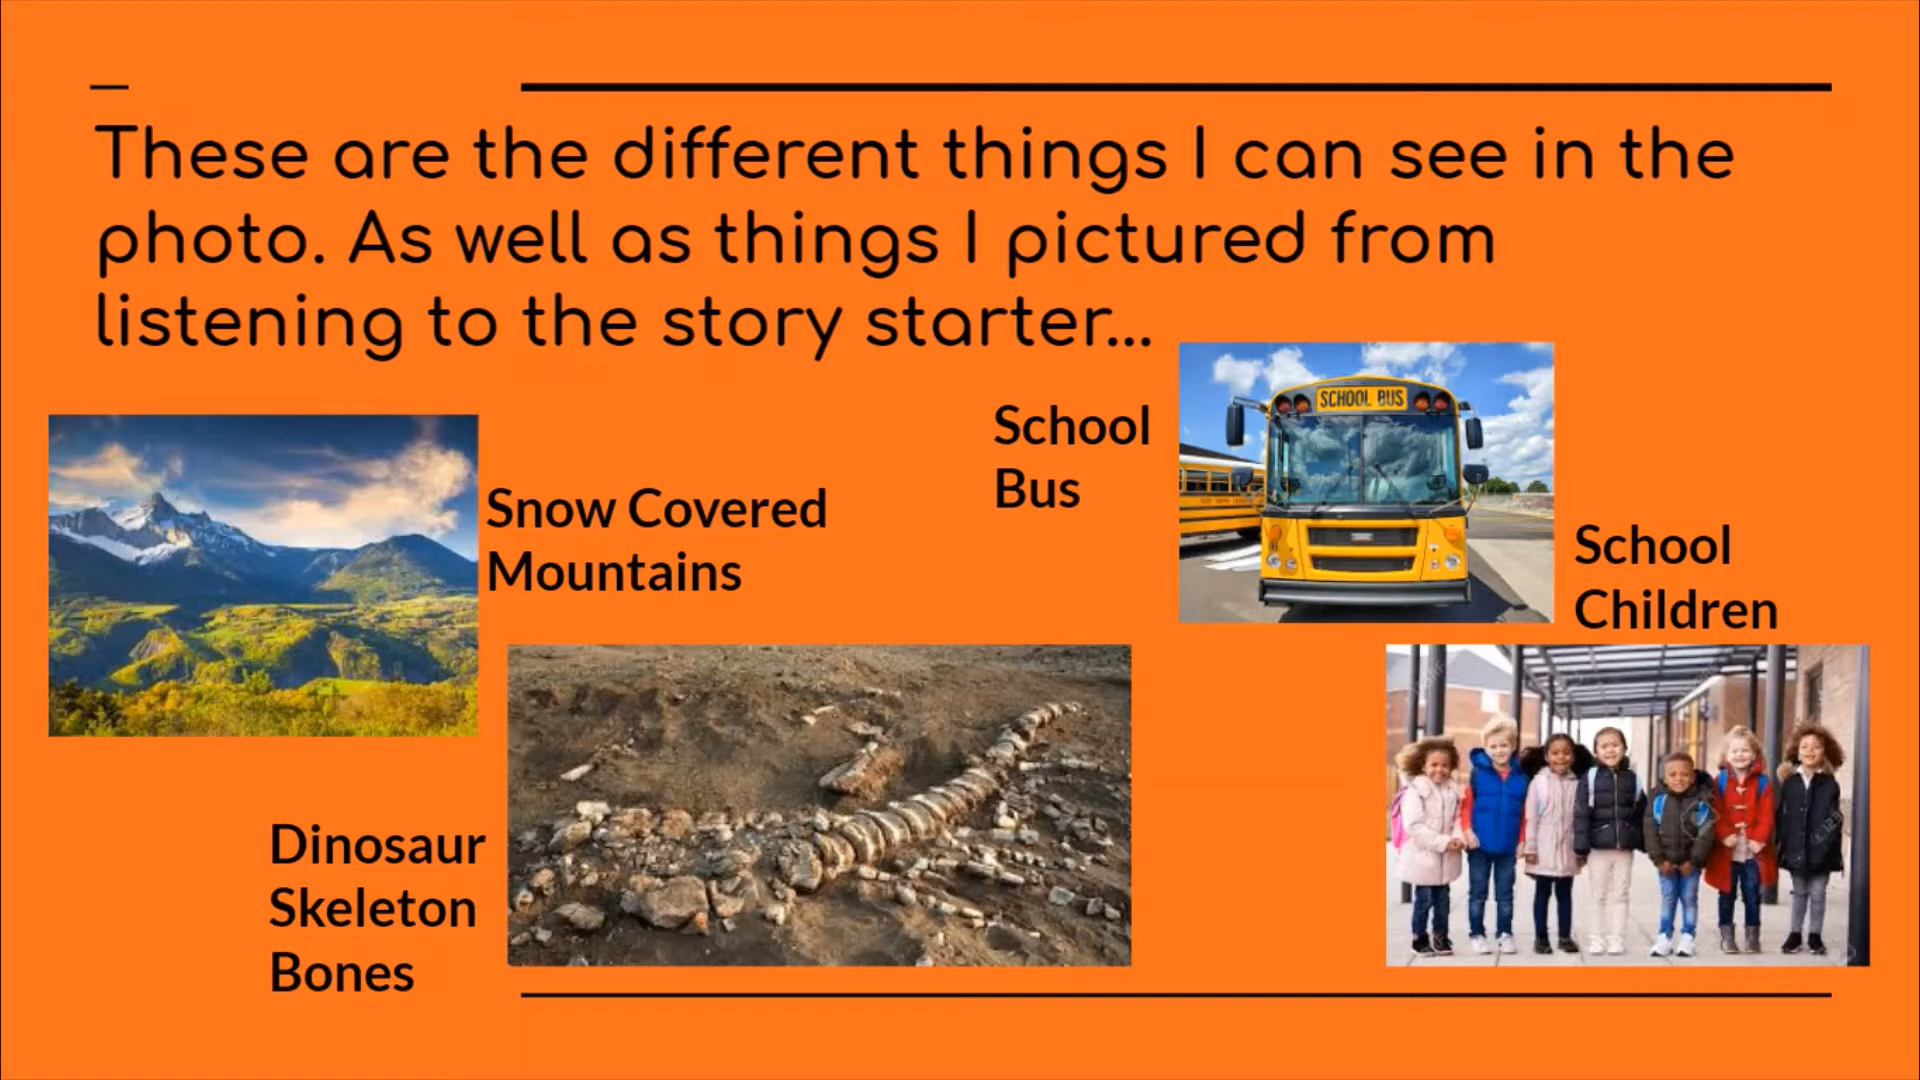 These are the different things I can see in the
photo. As well as things I pictured from
listening to the story starter...
School
Bus
SCHOOL BUS
Snow Covered
Mountains
School
Children
Dinosaur
Skeleton
Bones